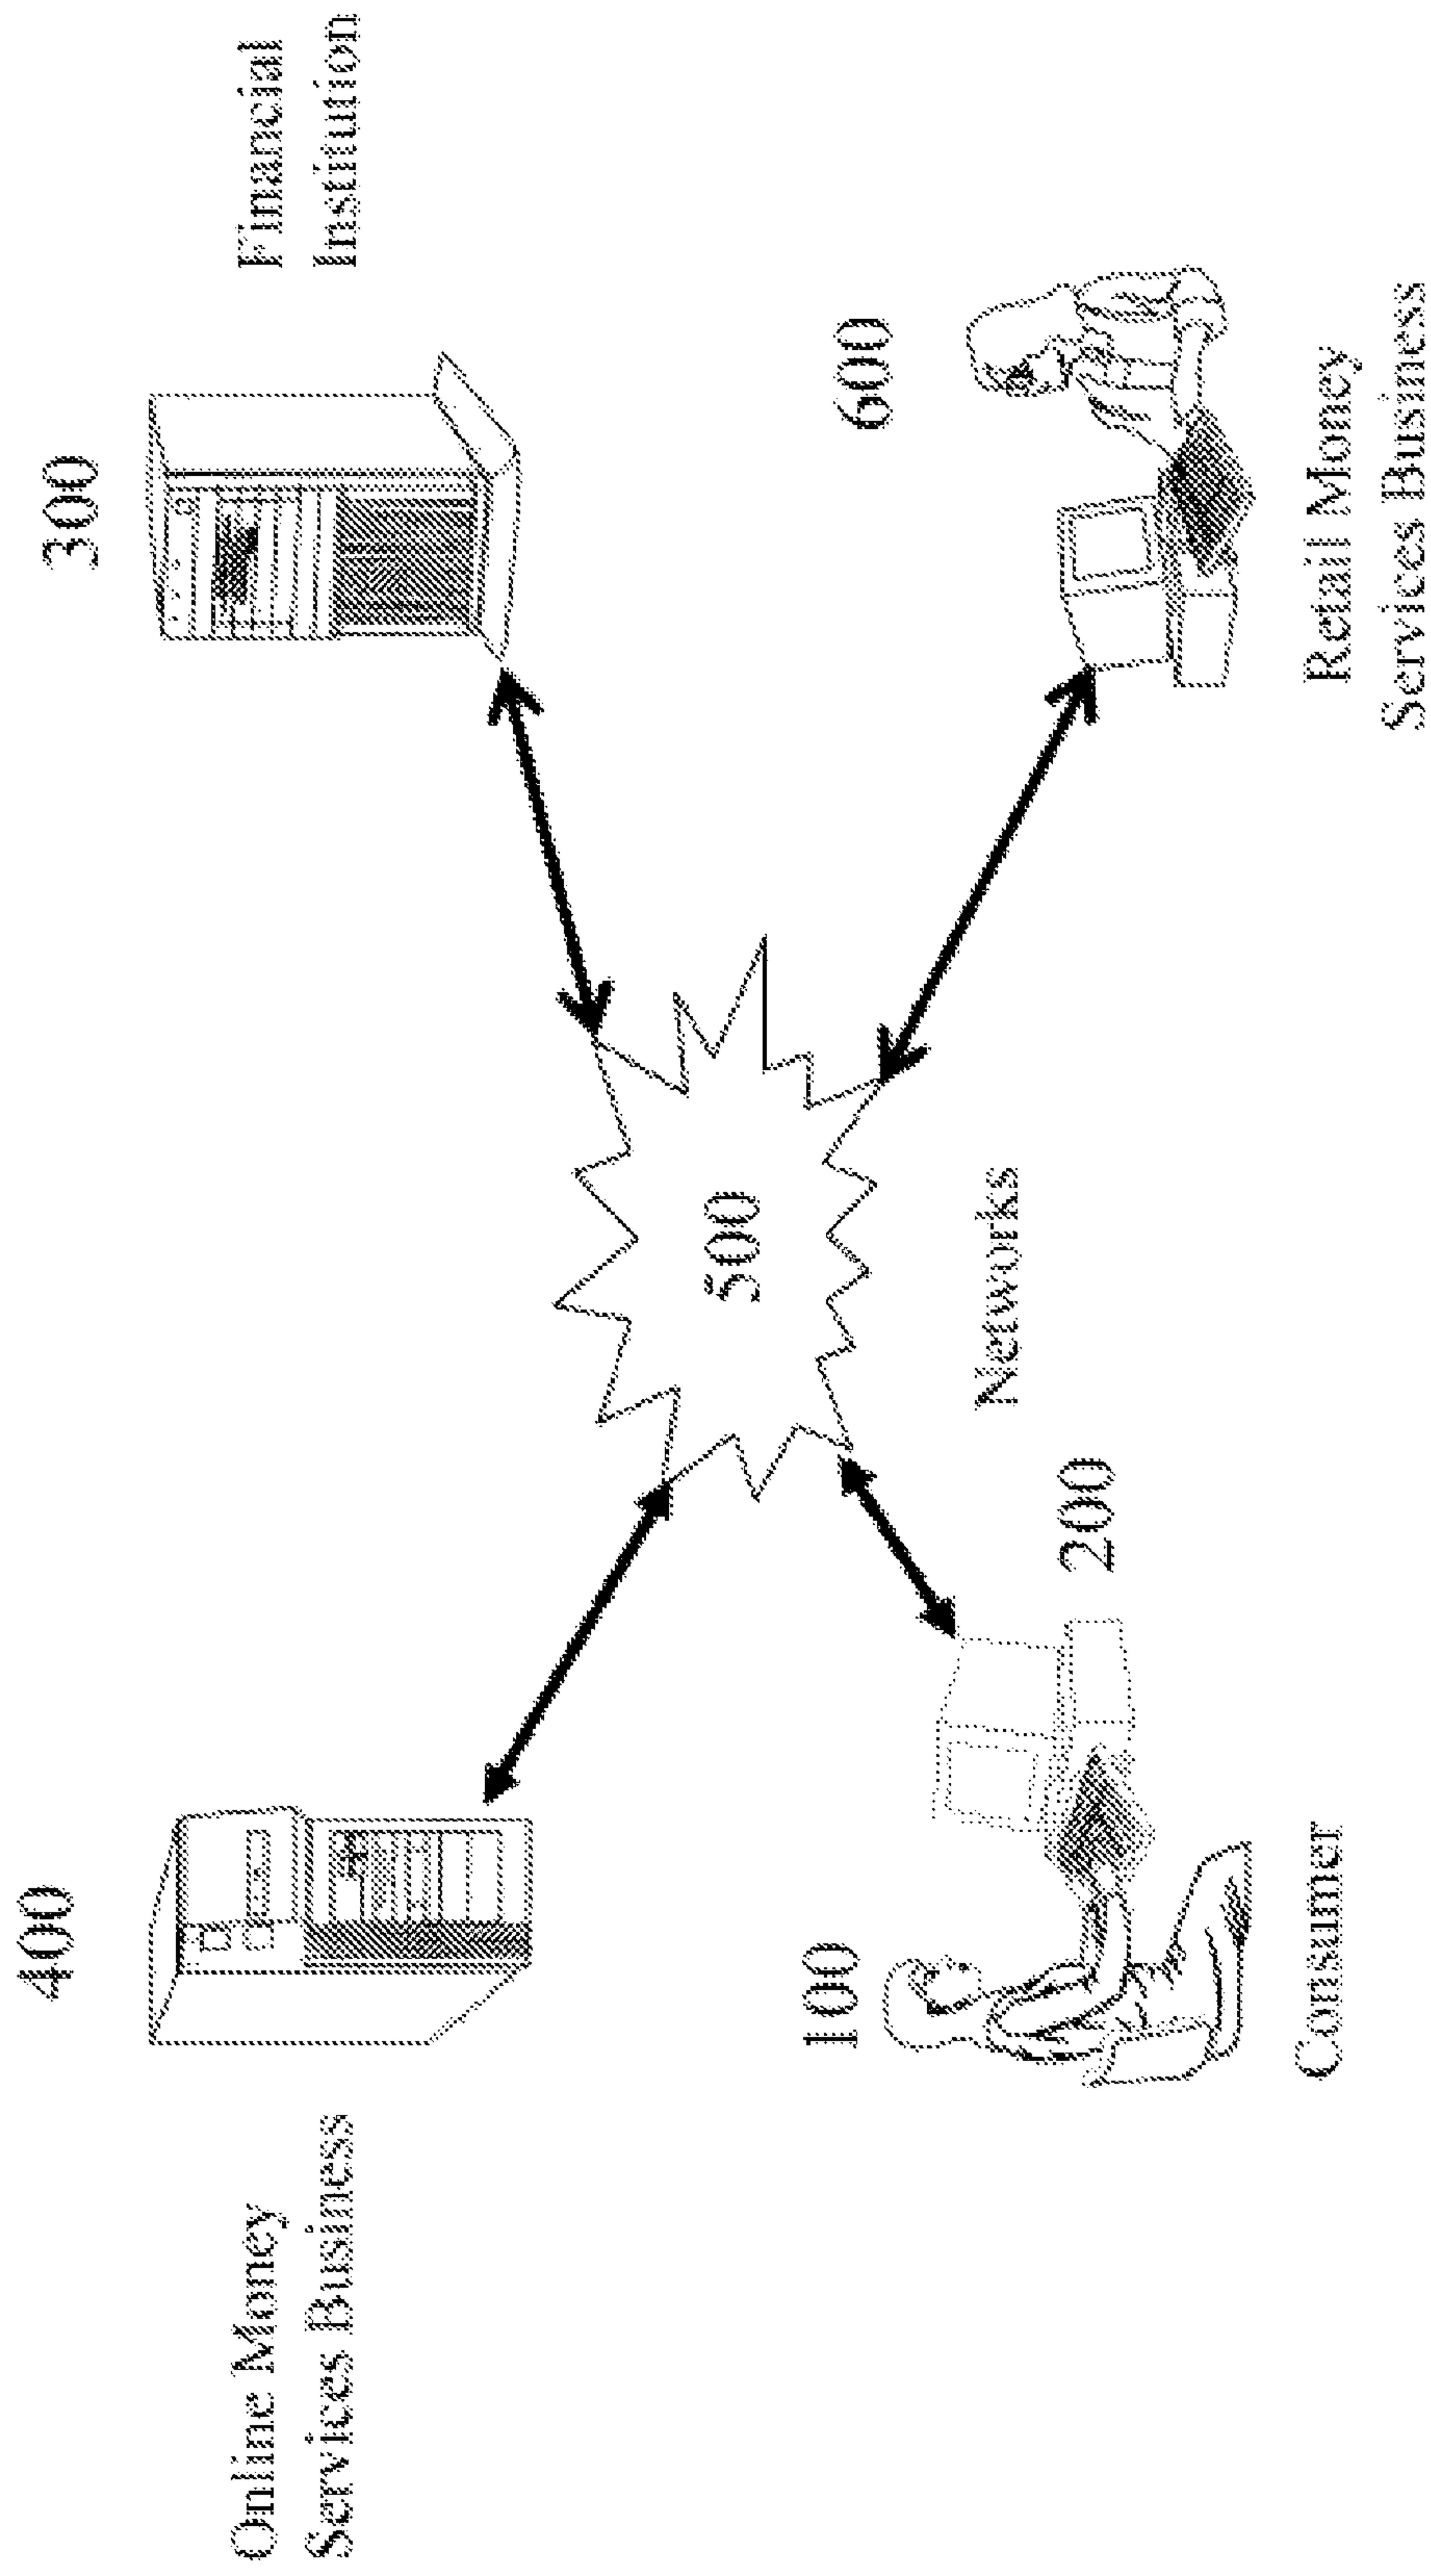 400
300
Online Money
Services Business
Financial
Institution
500
100
600
Networks
200
Consumer
Retail Money
Services Business